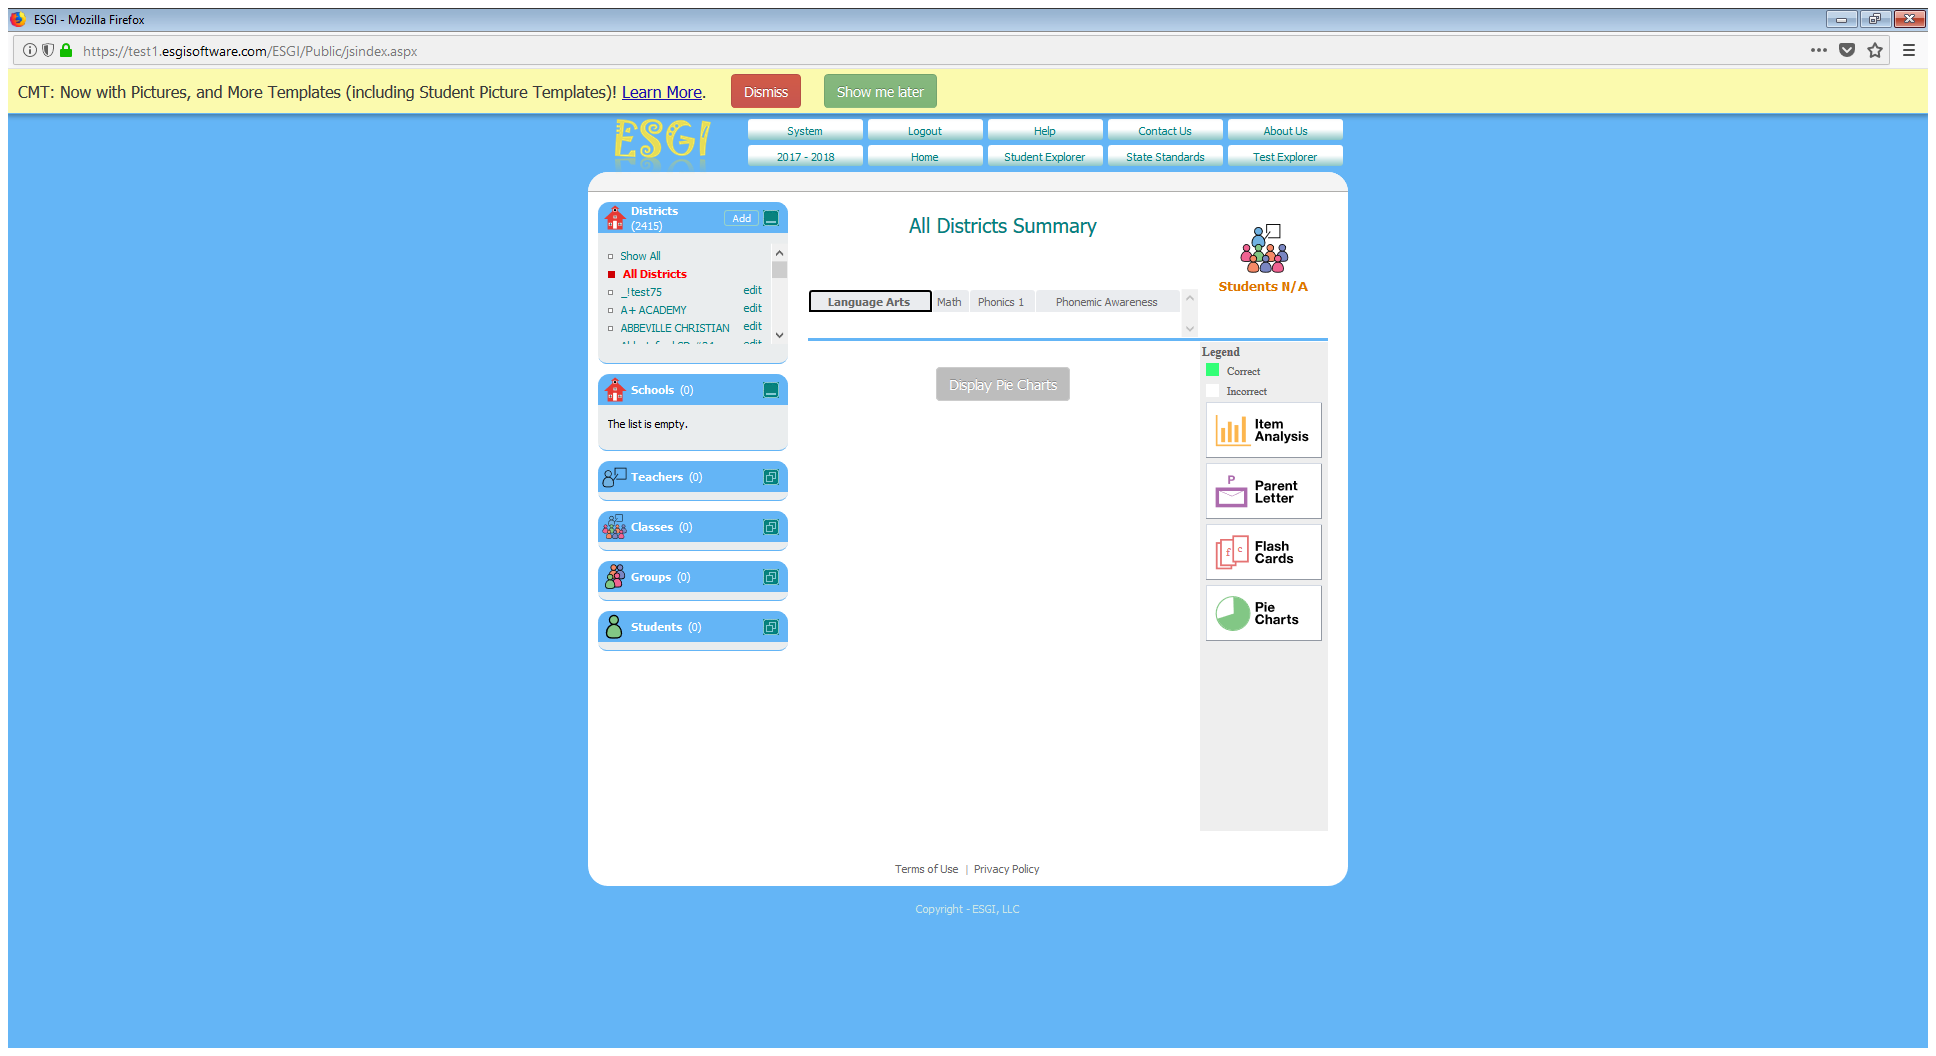 ESGI - Mozilla Firefox
https://test1.esgisoftware.com/ESGI/Public/jsindex.aspx
CMT: Now with Pictures, and More Templates (including Student Picture Templates)! Learn More. Dismiss Show me later
ESGI
System Logout Help Contact Us About Us
2017 - 2018 Home Student Explorer State Standards Test Explorer
Districts
(2415)
Add
Show All
All Districts
_!test75 edit
A+ ACADEMY edit
ABBEVILLE CHRISTIAN edit
edit
Schools (0)
The list is empty.
Teachers (0)
Classes (0)
Groups (0)
Students (0)
All Districts Summary
Students N/A
Language Arts Math Phonics 1 Phonemic Awareness
Display Pie Charts
Legend
Correct
Incorrect
Item
Analysis
P
Parent
Letter
f c
Flash
Cards
Pie
Charts
Terms of Use | Privacy Policy
Copyright - ESGI, LLC